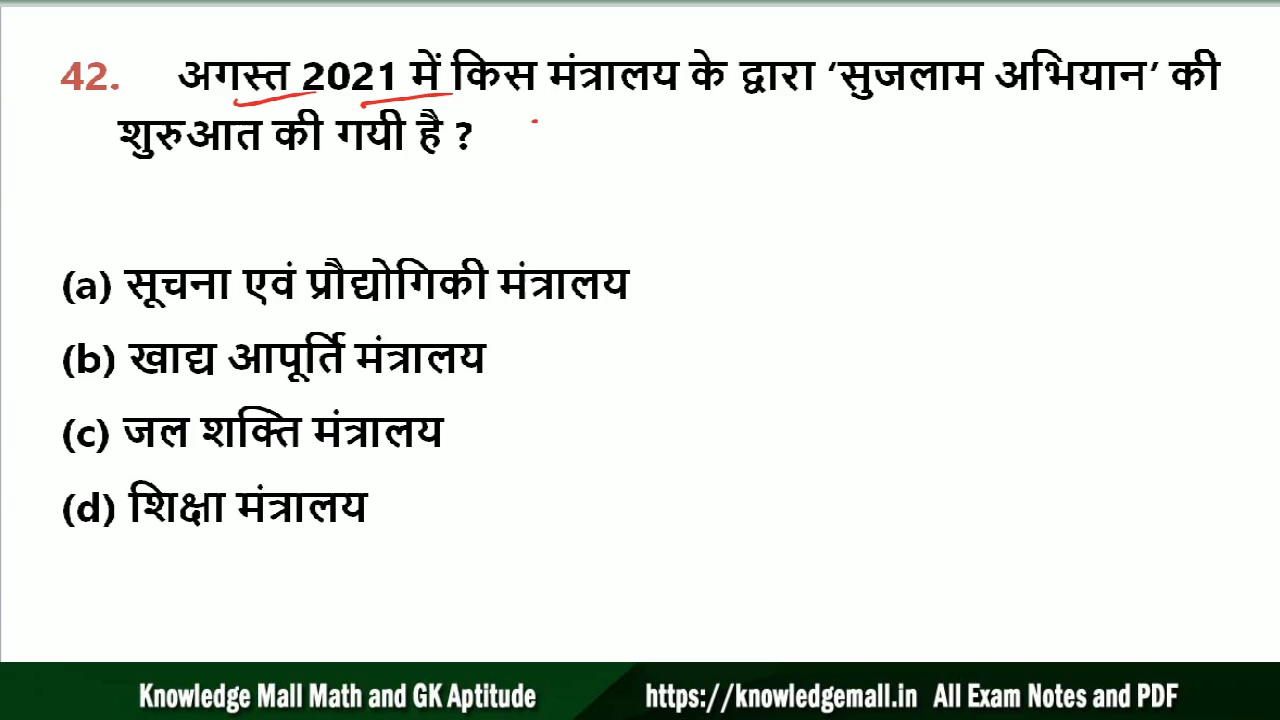 42. अगस्त 2021 में किस मंत्रालय के द्वारा ‘सुजलाम अभियान’ की
शुरुआत की गयी है ?
(a) सूचना एवं प्रौद्योगिकी मंत्रालय
(b) खाद्य आपूर्ति मंत्रालय
(c) जल शक्ति मंत्रालय
(d) शिक्षा मंत्रालय
Knowledge Mall Math and GK Aptitude https://knowledgemall.in All Exam Notes and PDF